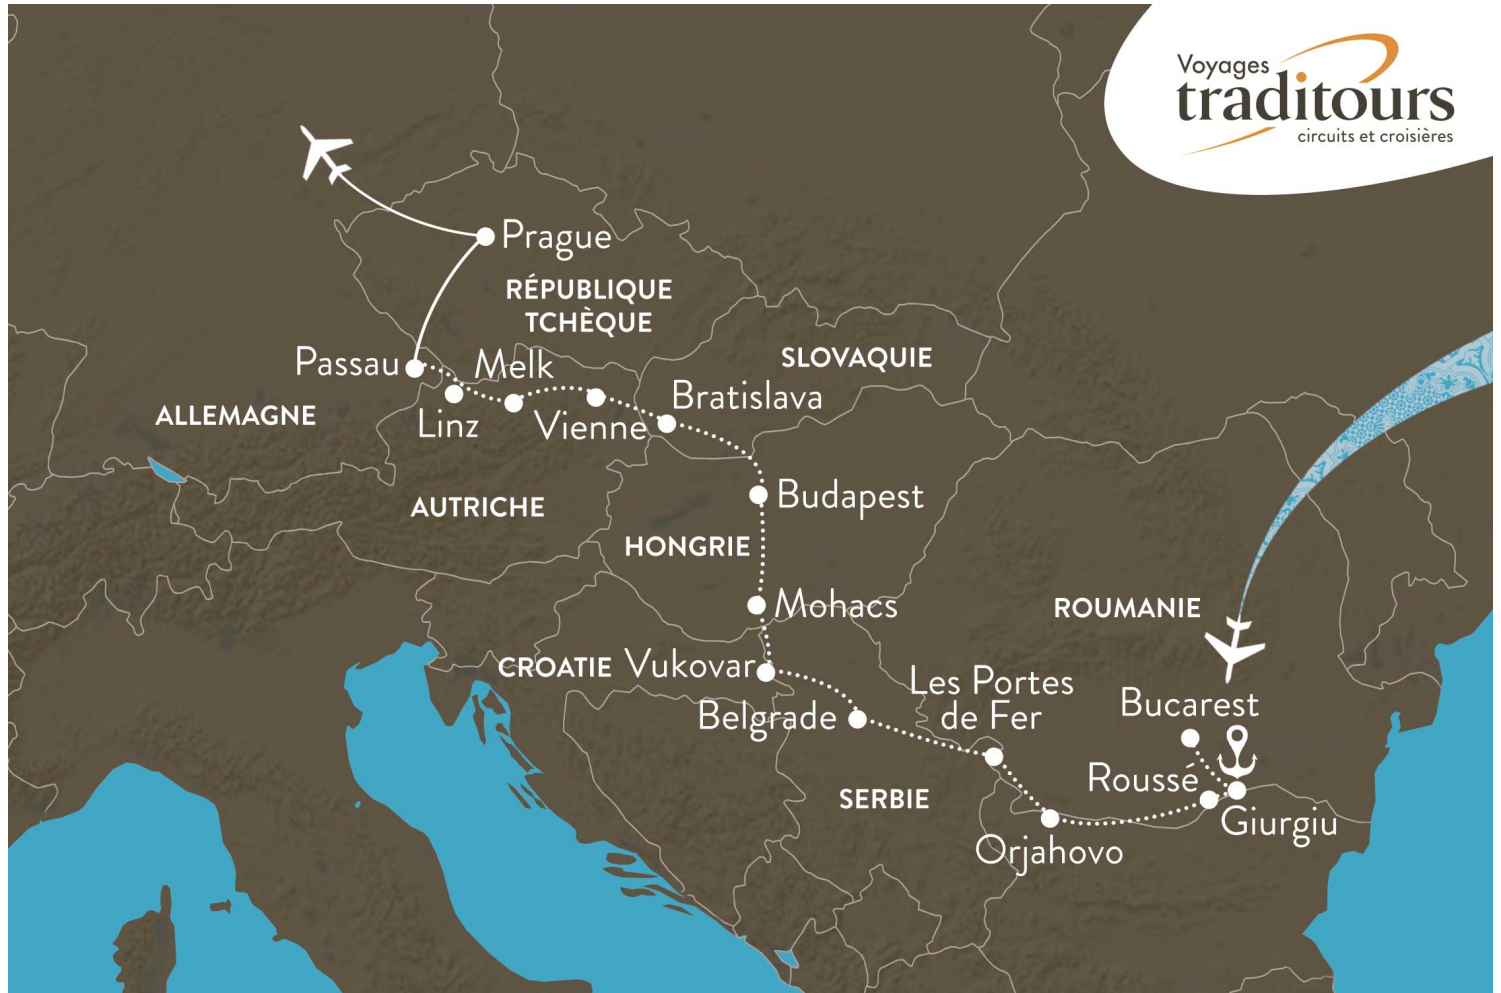 Voyages
traditours
circuits et croisières
Prague
RÉPUBLIQUE
TCHÈQUE
Passau
Melk
SLOVAQUIE
Bratislava
ALLEMAGNE
Linz
Vienne
Budapest
AUTRICHE
HONGRIE
Mohacs
ROUMANIE
CROATIE
Vukovar
Les Portes
de Fer
Belgrade
Bucarest
Roussé
SERBIE
Giurgiu
Orjahovo